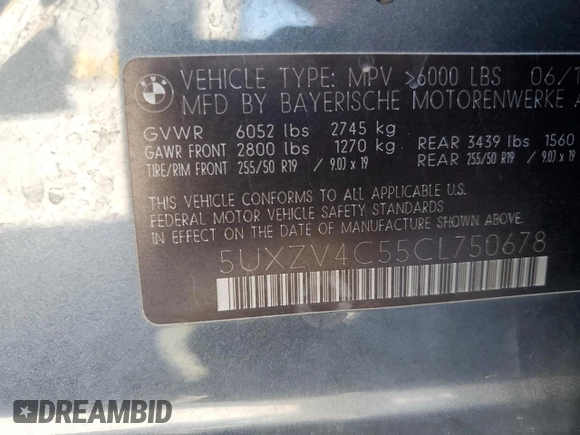 BMW
VEHICLE TYPE: MPV >6000 LBS 06/1
MFD BY BAYERISCHE MOTORENWERKE A
GVWR 6052 lbs 2745 kg
GAWR FRONT 2800 lbs 1270 kg REAR 3439 lbs 1560
TIRE/RIM FRONT 255/50 R19 / 9.0J x 19 REAR 255/50 R19 / 9.0J x 19
THIS VEHICLE CONFORMS TO ALL APPLICABLE U.S.
FEDERAL MOTOR VEHICLE SAFETY STANDARDS
IN EFFECT ON THE DATE OF MANUFACTURE SHOWN ABOVE.
5UXZV4C55CL750678
DREAMBID